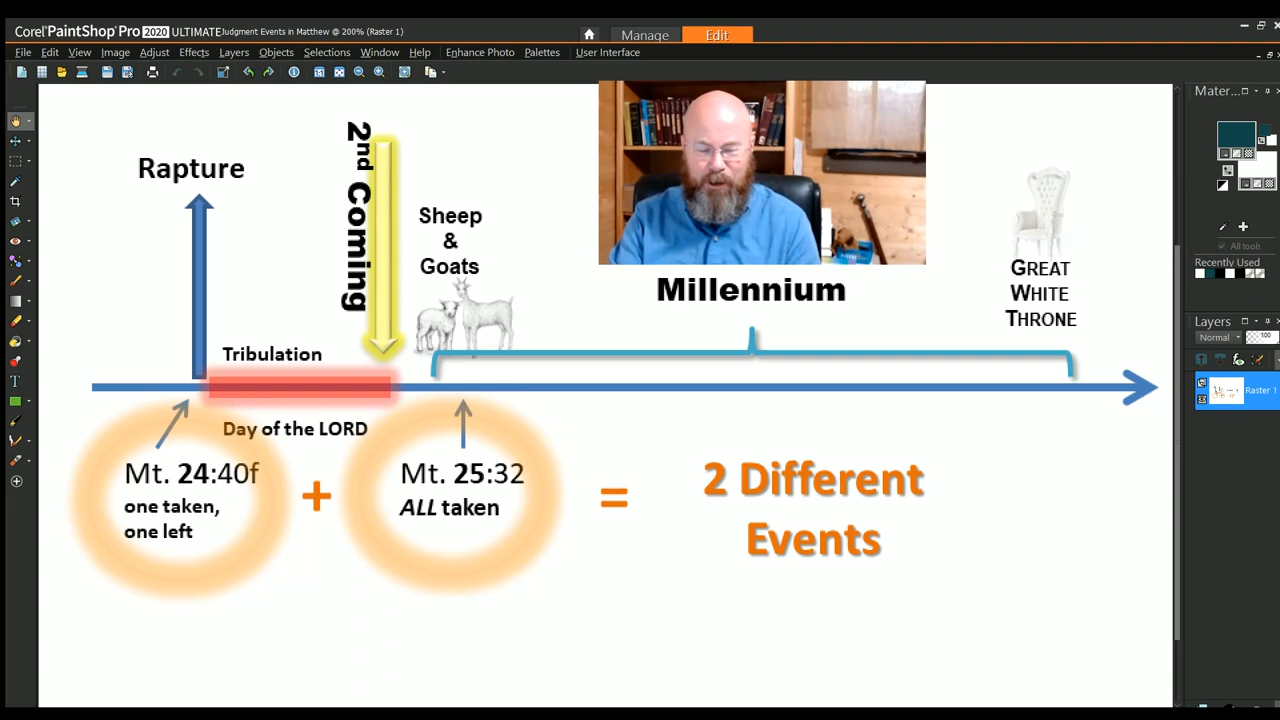 Corel®PaintShop® Pro 2020 ULTIMATE Judgment Events in Matthew @ 200% (Raster 1)
Manage Edit
File Edit View Image Adjust Effects Layers Objects Selections Window Help Enhance Photo Palettes User Interface
Mater...
Rapture
2nd Coming
Sheep
&
Goats
Millennium
GREAT
WHITE
THRONE
Tribulation
Day of the LORD
Mt. 24:40f
one taken,
one left
+
Mt. 25:32
ALL taken
=
2 Different
Events
All tools
Recently Used
Layers
Normal
100
Raster 1